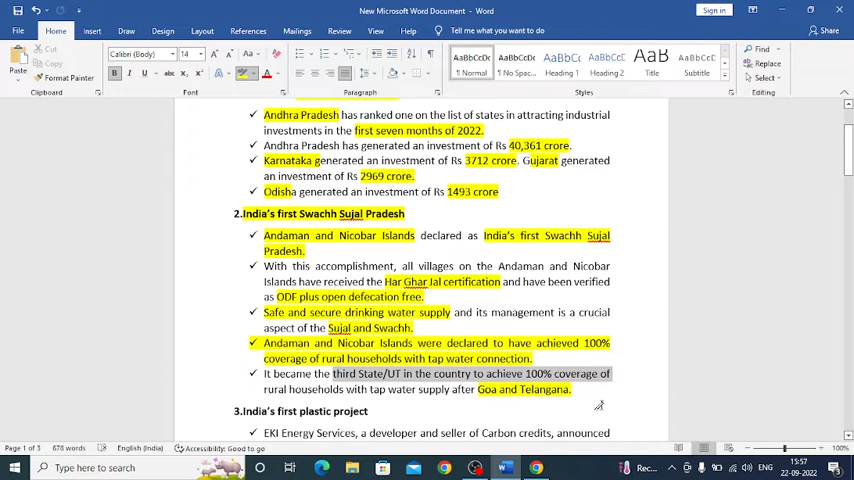 New Microsoft Word Document - Word
Sign in
File Home Insert Draw Design Layout References Mailings Review View Help Tell me what you want to do Share
Paste Cut Copy Format Painter Calibri (Body) 14 A A Aa B I U abc x₂ x² A A
AaBbCcDc AaBbCcDc AaBbCc AaBbCcC AaB AaBbCcC
¶ Normal ¶ No Spac... Heading 1 Heading 2 Title Subtitle
Find Replace Select
Clipboard Font Paragraph Styles Editing
✓ Andhra Pradesh has ranked one on the list of states in attracting industrial
investments in the first seven months of 2022.
✓ Andhra Pradesh has generated an investment of Rs 40,361 crore.
✓ Karnataka generated an investment of Rs 3712 crore. Gujarat generated
an investment of Rs 2969 crore.
✓ Odisha generated an investment of Rs 1493 crore
2.India's first Swachh Sujal Pradesh
✓ Andaman and Nicobar Islands declared as India's first Swachh Sujal
Pradesh.
✓ With this accomplishment, all villages on the Andaman and Nicobar
Islands have received the Har Ghar Jal certification and have been verified
as ODF plus open defecation free.
✓ Safe and secure drinking water supply and its management is a crucial
aspect of the Sujal and Swachh.
✓ Andaman and Nicobar Islands were declared to have achieved 100%
coverage of rural households with tap water connection.
✓ It became the third State/UT in the country to achieve 100% coverage of
rural households with tap water supply after Goa and Telangana.
3.India's first plastic project
✓ EKI Energy Services, a developer and seller of Carbon credits, announced
Page 1 of 3 678 words English (India) Accessibility: Good to go 100%
Type here to search Rec... ENG 15:57
22-09-2022